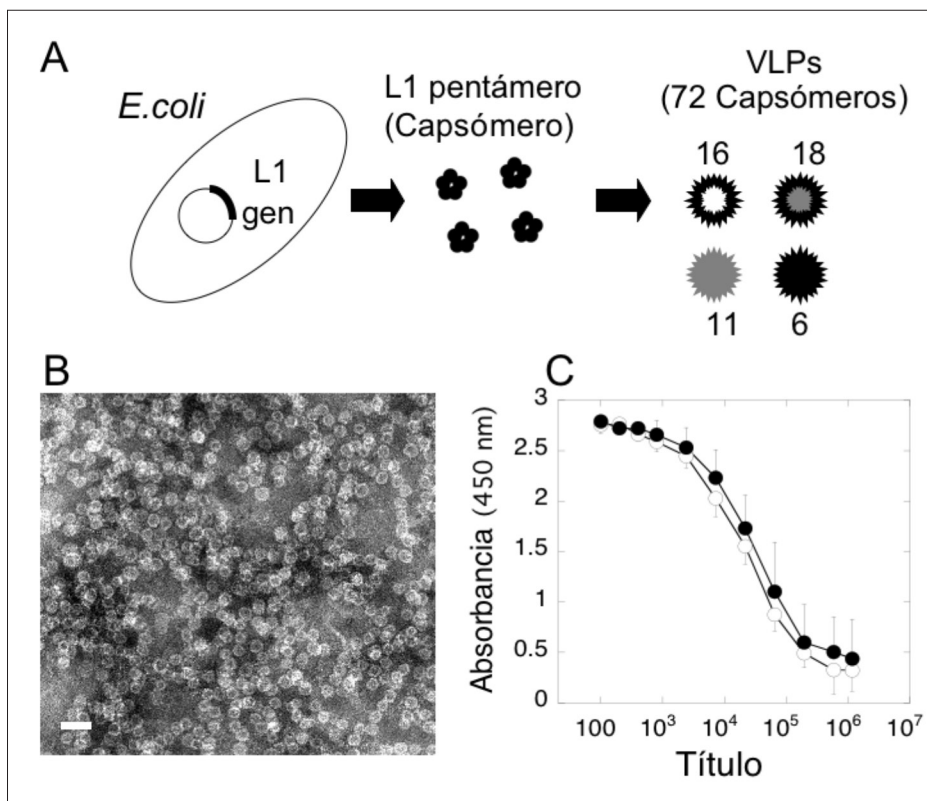 A
E.coli
L1
gen
L1 pentámero
(Capsómero)
VLPs
(72 Capsómeros)
16 18
11 6
B
C
Absorbancia (450 nm)
3
2.5
2
1.5
1
0.5
0
100 10³ 10⁴ 10⁵ 10⁶ 10⁷
Título